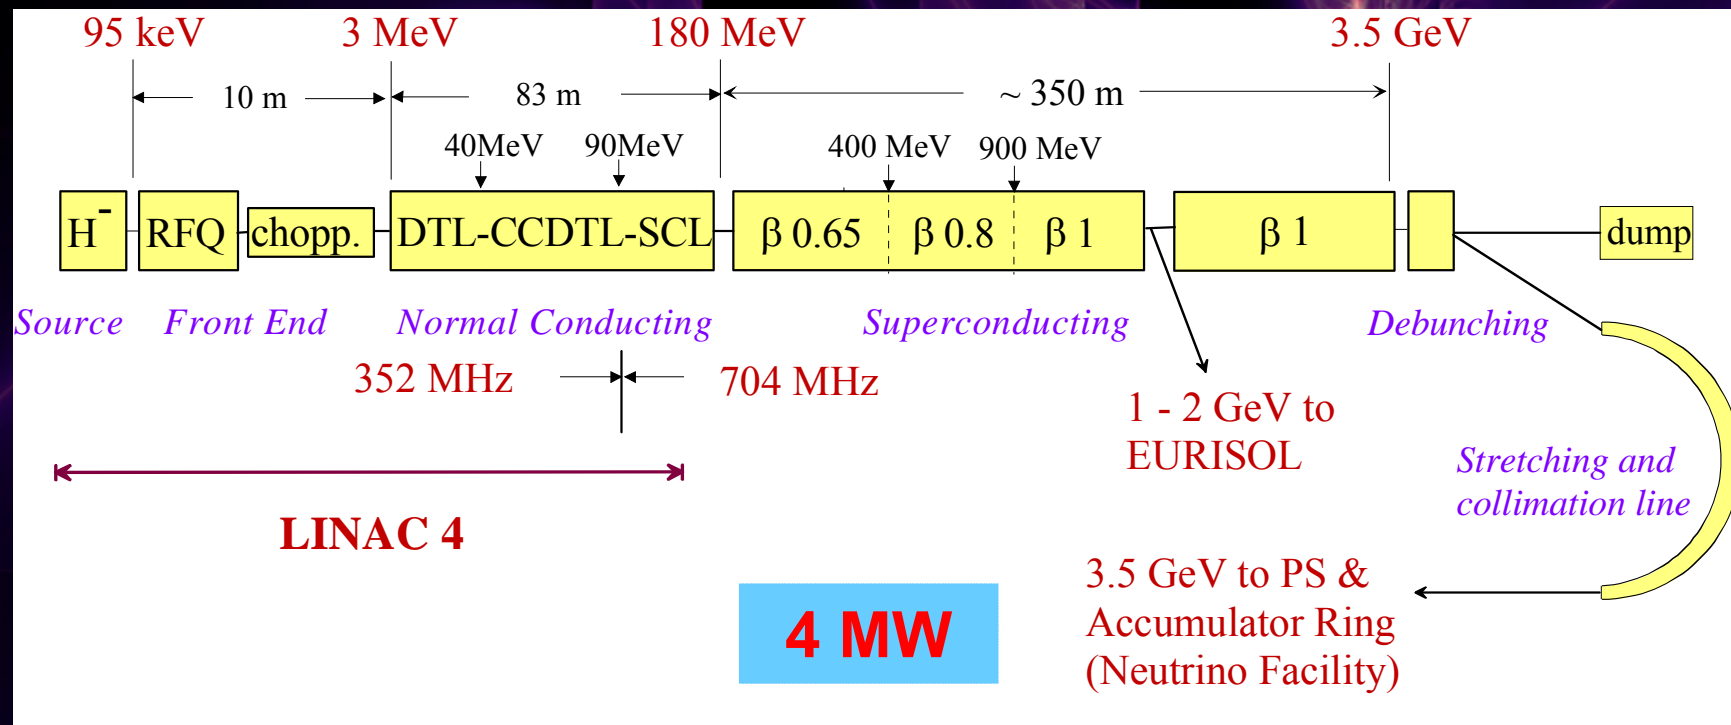 95 keV 3 MeV 180 MeV 3.5 GeV
10 m 83 m ~ 350 m
40MeV 90MeV 400 MeV 900 MeV
H⁻ RFQ chopp. DTL-CCDTL-SCL β 0.65 β 0.8 β 1 β 1 dump
Source Front End Normal Conducting Superconducting Debunching
352 MHz 704 MHz
1 - 2 GeV to
EURISOL
Stretching and
collimation line
LINAC 4
4 MW
3.5 GeV to PS &
Accumulator Ring
(Neutrino Facility)